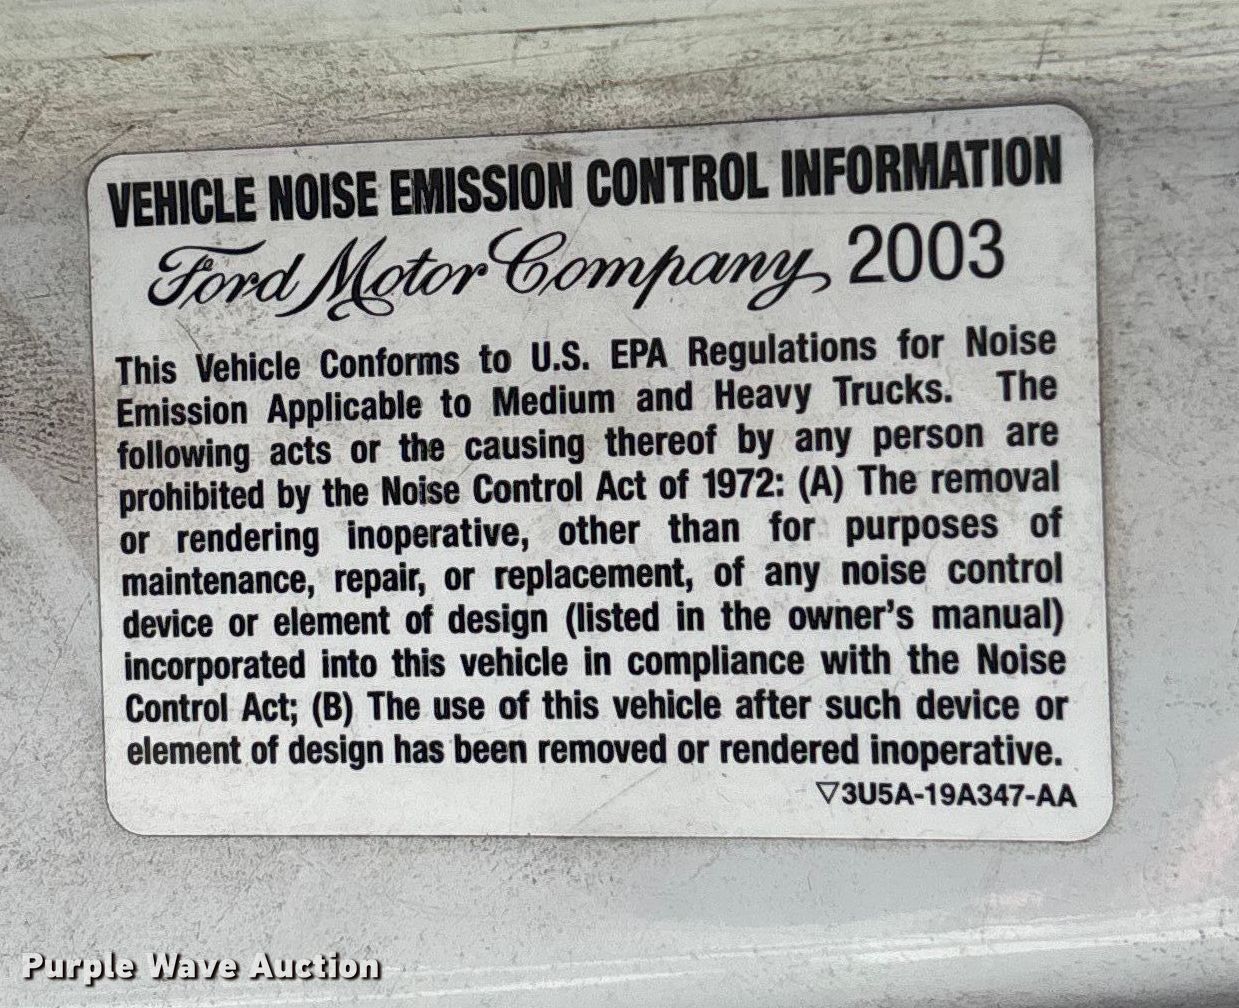 VEHICLE NOISE EMISSION CONTROL INFORMATION
Ford Motor Company 2003
This Vehicle Conforms to U.S. EPA Regulations for Noise
Emission Applicable to Medium and Heavy Trucks. The
following acts or the causing thereof by any person are
prohibited by the Noise Control Act of 1972: (A) The removal
or rendering inoperative, other than for purposes of
maintenance, repair, or replacement, of any noise control
device or element of design (listed in the owner's manual)
incorporated into this vehicle in compliance with the Noise
Control Act; (B) The use of this vehicle after such device or
element of design has been removed or rendered inoperative.
▽3U5A-19A347-AA
Purple Wave Auction